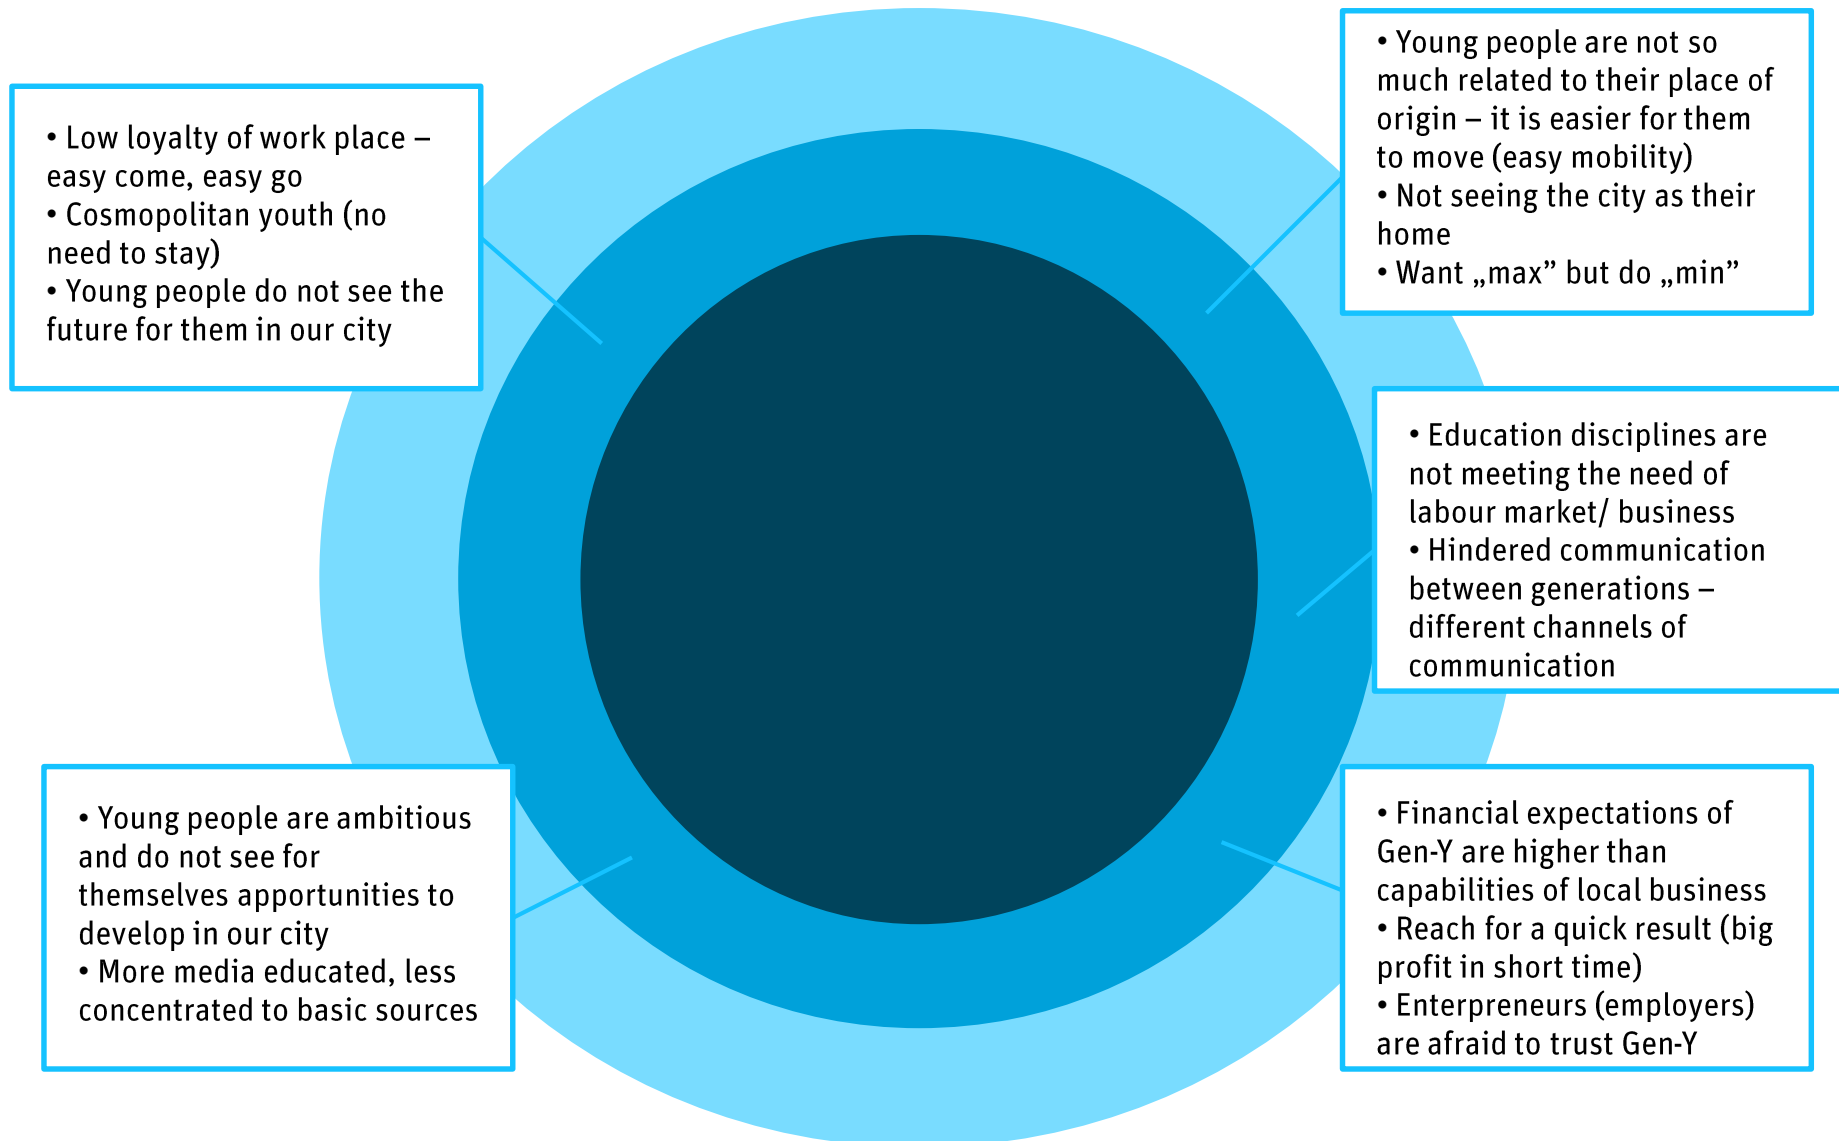 • Low loyalty of work place –
easy come, easy go
• Cosmopolitan youth (no
need to stay)
• Young people do not see the
future for them in our city
• Young people are not so
much related to their place of
origin – it is easier for them
to move (easy mobility)
• Not seeing the city as their
home
• Want „max” but do „min”
• Education disciplines are
not meeting the need of
labour market/ business
• Hindered communication
between generations –
different channels of
communication
• Young people are ambitious
and do not see for
themselves apportunities to
develop in our city
• More media educated, less
concentrated to basic sources
• Financial expectations of
Gen-Y are higher than
capabilities of local business
• Reach for a quick result (big
profit in short time)
• Enterpreneurs (employers)
are afraid to trust Gen-Y